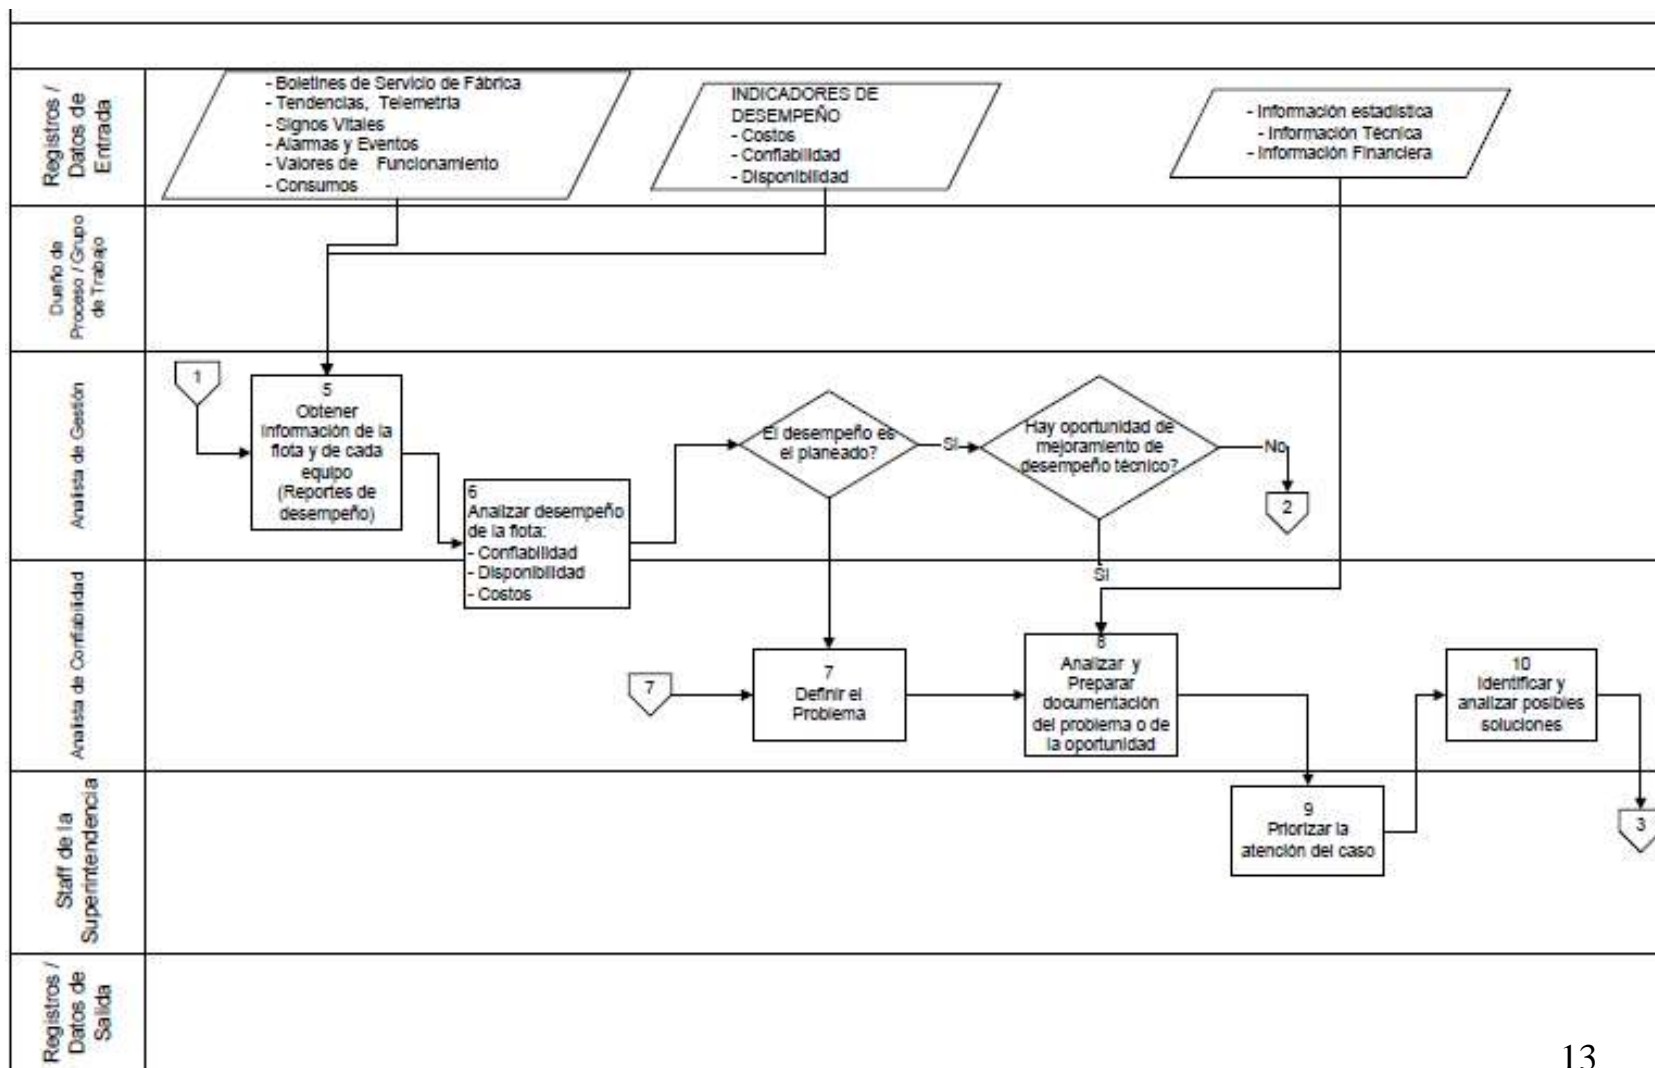 Registros /
Datos de
Entrada
- Boletines de Servicio de Fábrica
- Tendencias, Telemetría
- Signos Vitales
- Alarmas y Eventos
- Valores de Funcionamiento
- Consumos
INDICADORES DE
DESEMPEÑO
- Costos
- Confiabilidad
- Disponibilidad
- Información estadística
- Información Técnica
- Información Financiera
Dueño de
Proceso / Grupo
de Trabajo
Analista de Gestión
1
5
Obtener
Información de la
flota y de cada
equipo
(Reportes de
desempeño)
6
Analizar desempeño
de la flota:
- Confiabilidad
- Disponibilidad
- Costos
El desempeño es
el planeado?
Si
Hay oportunidad de
mejoramiento de
desempeño técnico?
No
2
Si
Analista de Confiabilidad
7
7
Definir el
Problema
8
Analizar y
Preparar
documentación
del problema o de
la oportunidad
10
Identificar y
analizar posibles
soluciones
Staff de la
Superintendencia
9
Priorizar la
atención del caso
3
Registros /
Datos de
Salida
13